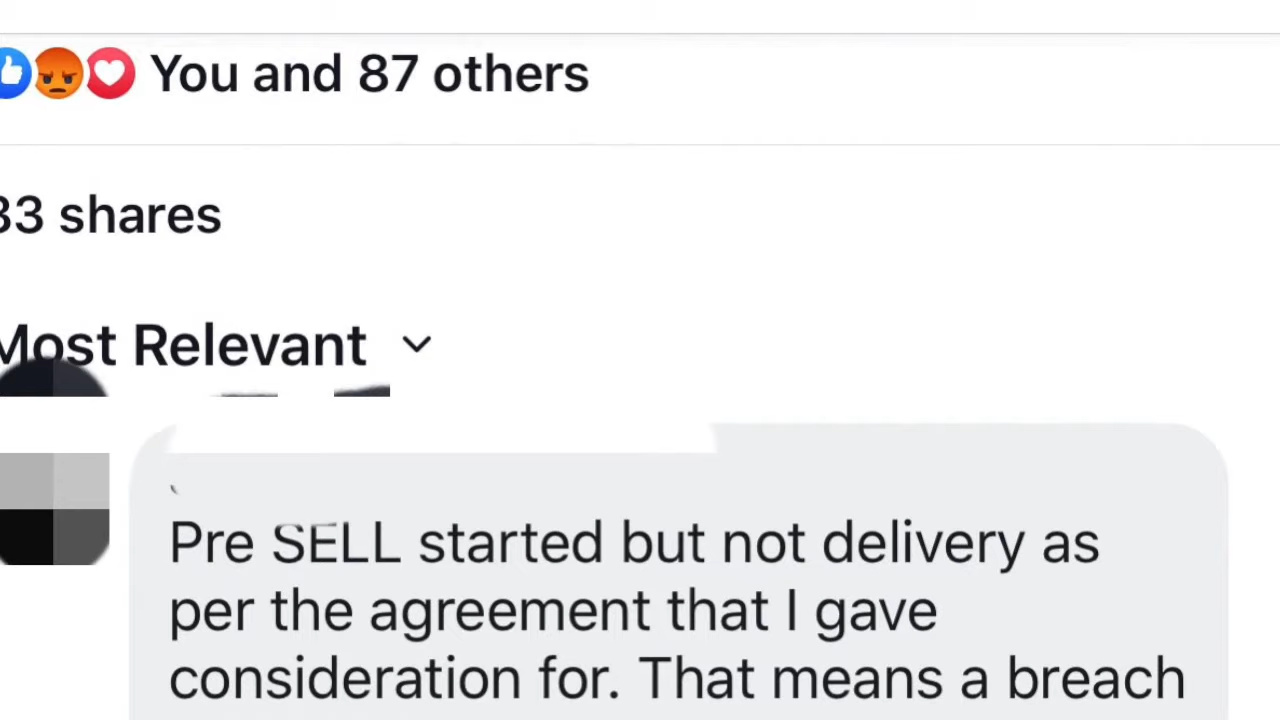 You and 87 others
33 shares
Most Relevant
Pre SELL started but not delivery as
per the agreement that I gave
consideration for. That means a breach